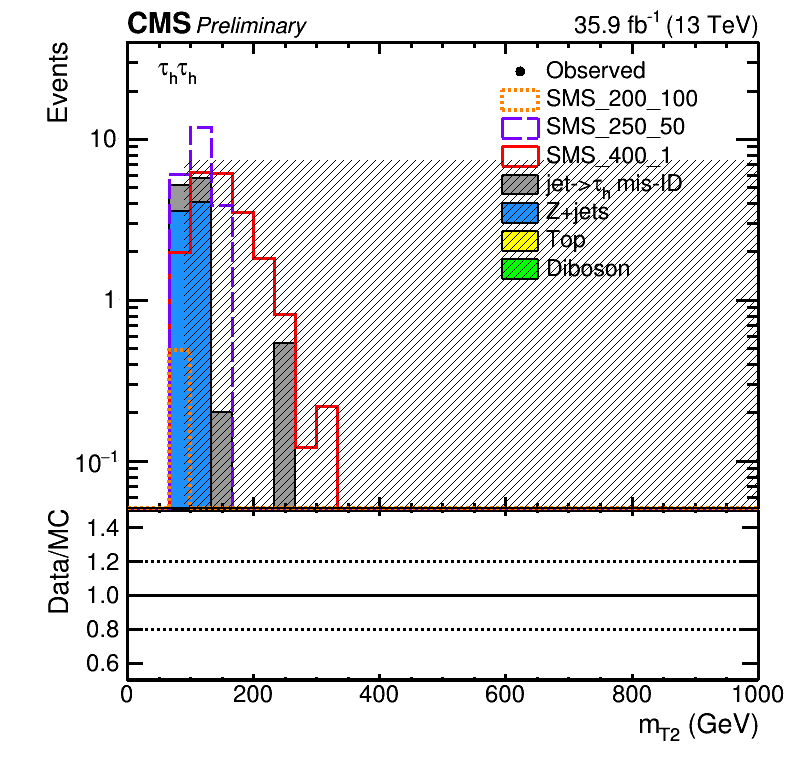 CMS Preliminary 35.9 fb⁻¹ (13 TeV)
Events
τhτh
Observed
SMS_200_100
SMS_250_50
SMS_400_1
jet->τh mis-ID
Z+jets
Top
Diboson
10
1
10⁻¹
Data/MC
1.4
1.2
1.0
0.8
0.6
0 200 400 600 800 1000
mT2 (GeV)